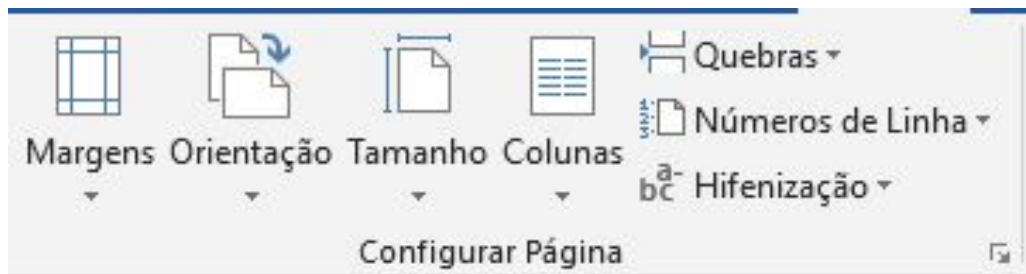 Margens Orientação Tamanho Colunas
Quebras
Números de Linha
Hifenização
Configurar Página